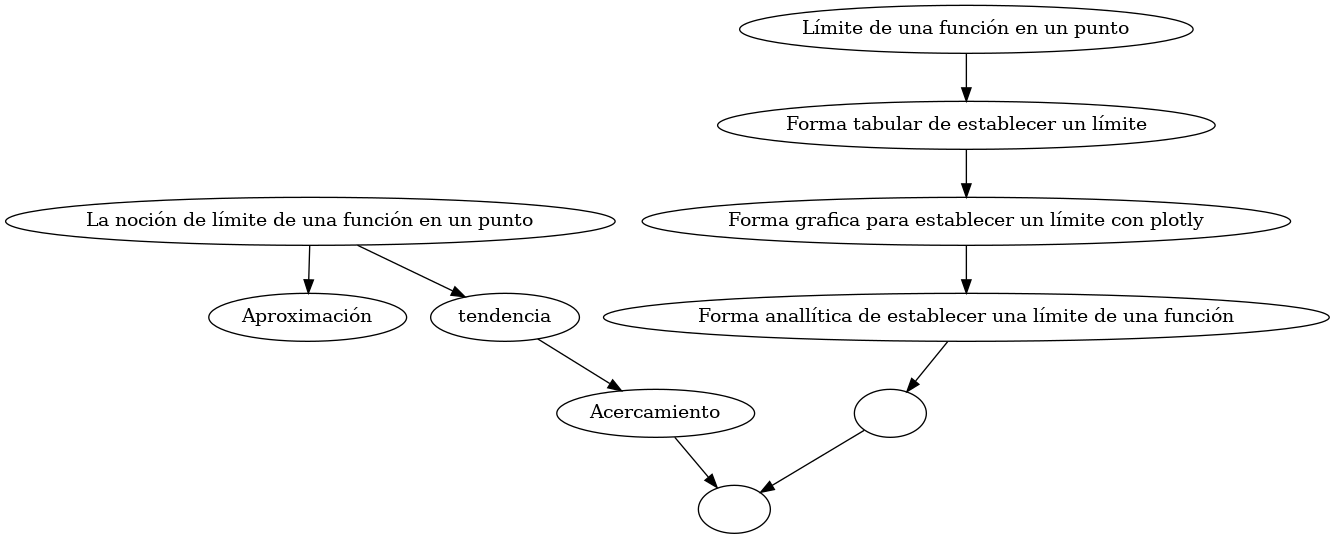 Límite de una función en un punto
Forma tabular de establecer un límite
La noción de límite de una función en un punto
Forma grafica para establecer un límite con plotly
Aproximación
tendencia
Forma anallítica de establecer una límite de una función
Acercamiento